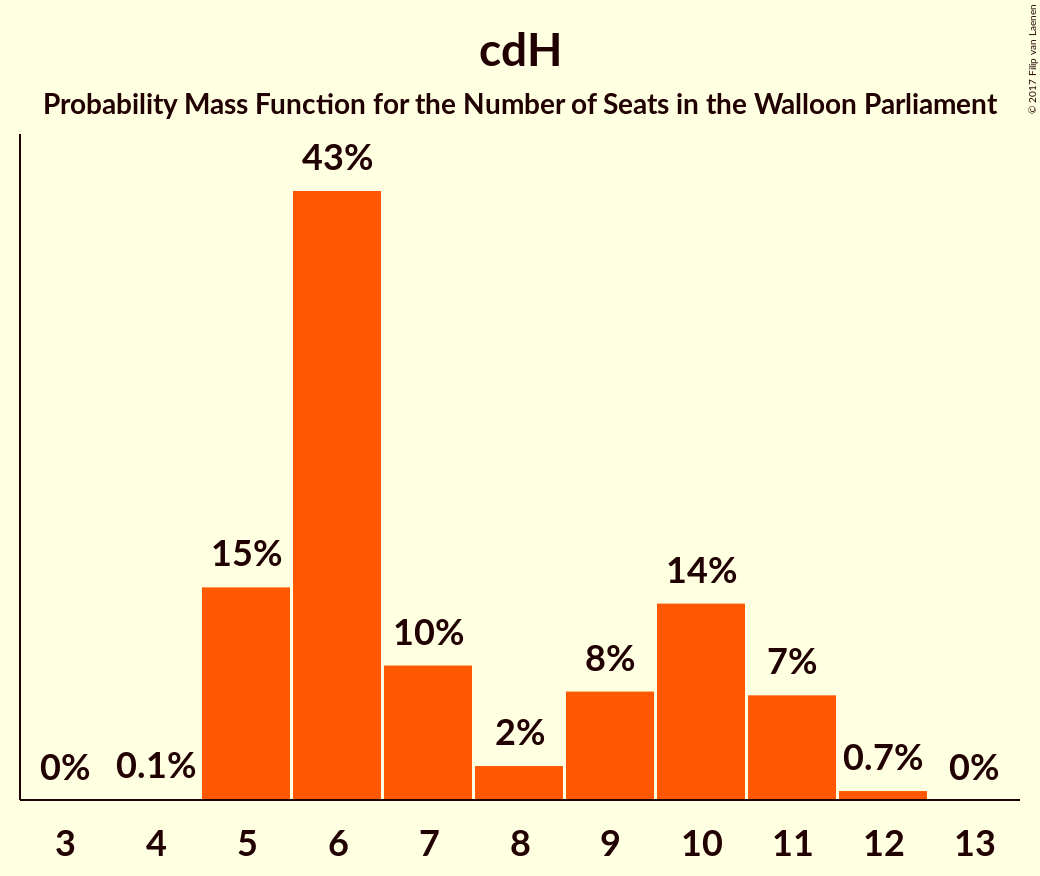 cdH
Probability Mass Function for the Number of Seats in the Walloon Parliament
© 2017 Filip van Laenen
43%
15%
14%
10%
8%
7%
2%
0%
0.1%
0.7%
0%
3 4 5 6 7 8 9 10 11 12 13